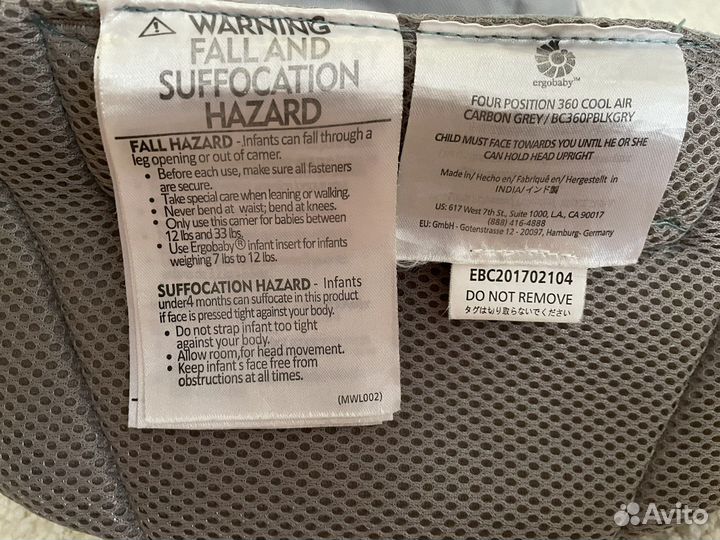 WARNING
FALL AND
SUFFOCATION
HAZARD
FALL HAZARD - Infants can fall through a
leg opening or out of carrier.
• Before each use, make sure all fasteners
are secure.
• Take special care when leaning or walking.
• Never bend at waist; bend at knees.
• Only use this carrier for babies between
12 lbs and 33 lbs.
• Use Ergobaby® infant insert for infants
weighing 7 lbs to 12 lbs.
SUFFOCATION HAZARD - Infants
under4 months can suffocate in this product
if face is pressed tight against your body.
• Do not strap infant too tight
against your body.
• Allow room,for head movement.
• Keep infant's face free from
obstructions at all times.
(MWL002)
ergobaby™
FOUR POSITION 360 COOL AIR
CARBON GREY / BC360PBLKGRY
CHILD MUST FACE TOWARDS YOU UNTIL HE OR SHE
CAN HOLD HEAD UPRIGHT
Made in/ Hecho en/ Fabriqué en/ Hergestellt in
INDIA/インド製
US: 617 West 7th St., Suite 1000, L.A., CA 90017
(888) 416-4888
EU: GmbH - Gotenstrasse 12 - 20097, Hamburg- Germany
EBC201702104
DO NOT REMOVE
タグは切り取らないでください
Avito